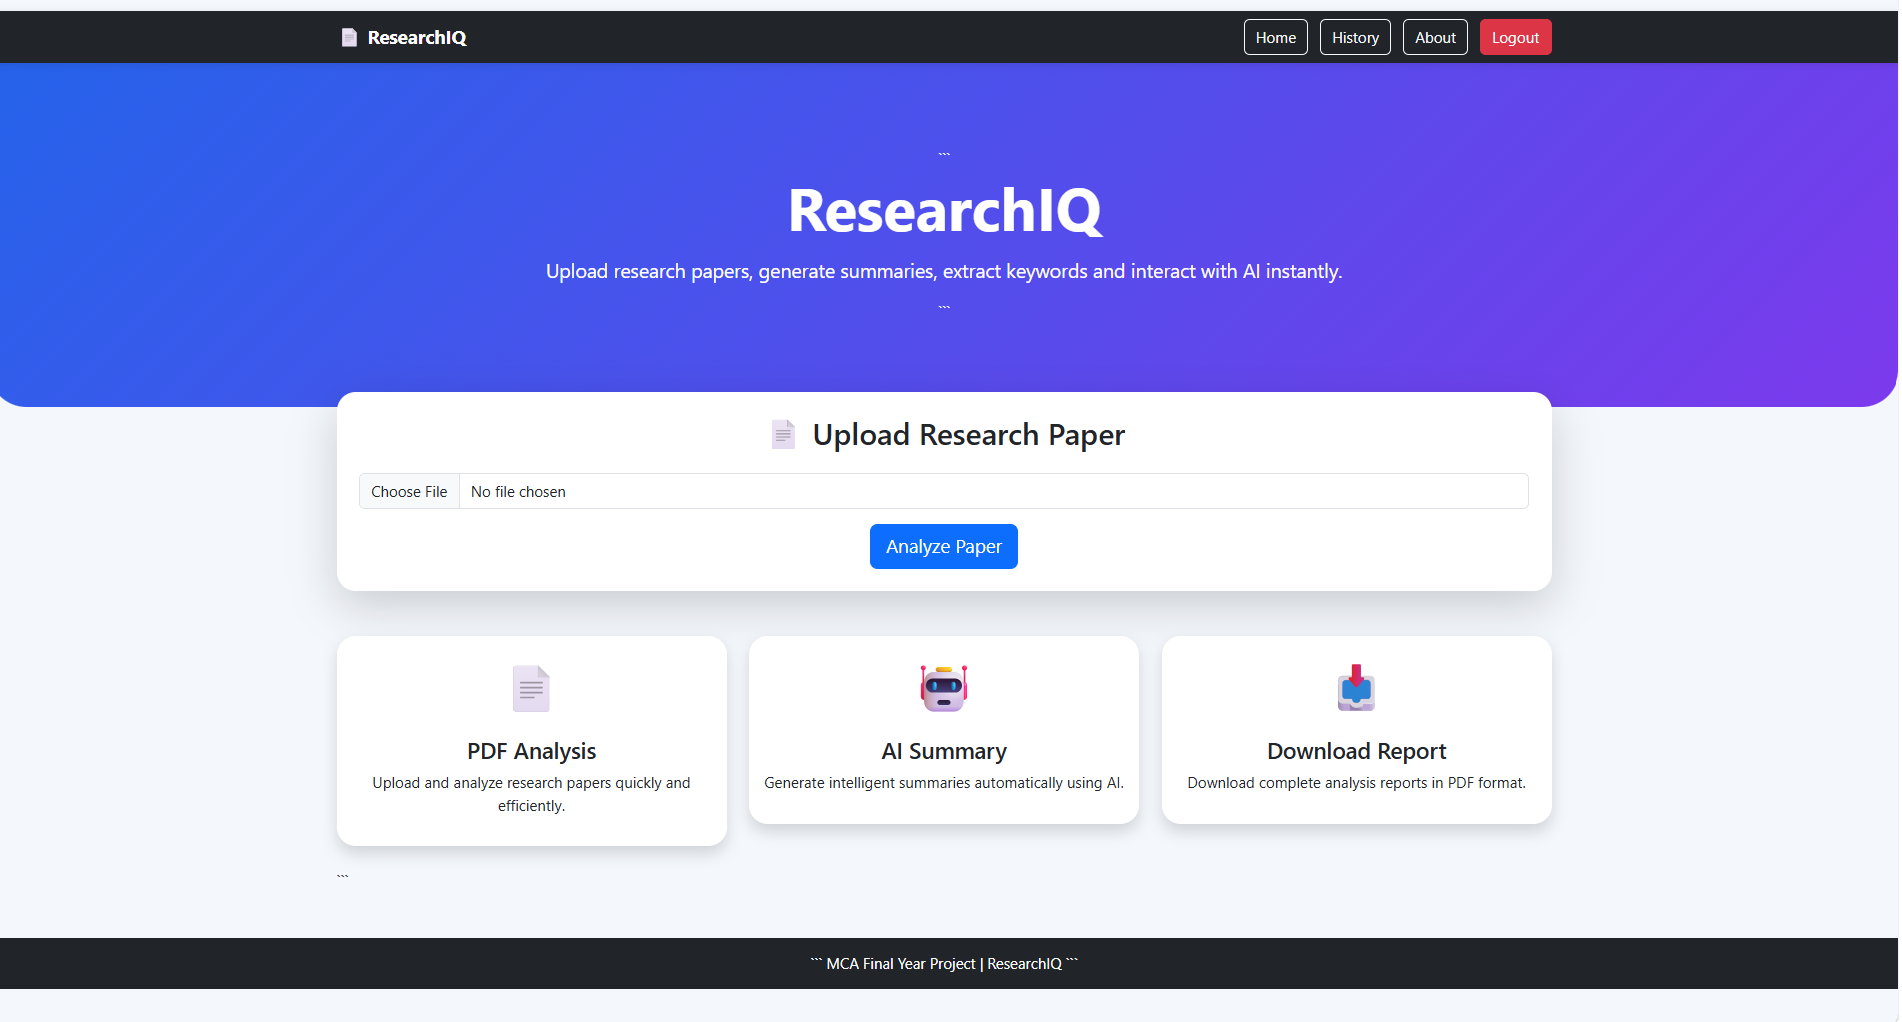 ResearchIQ
Home
History
About
Logout
```
ResearchIQ
Upload research papers, generate summaries, extract keywords and interact with AI instantly.
```
Upload Research Paper
Choose File
No file chosen
Analyze Paper
PDF Analysis
Upload and analyze research papers quickly and
efficiently.
AI Summary
Generate intelligent summaries automatically using AI.
Download Report
Download complete analysis reports in PDF format.
```
``` MCA Final Year Project | ResearchIQ ```